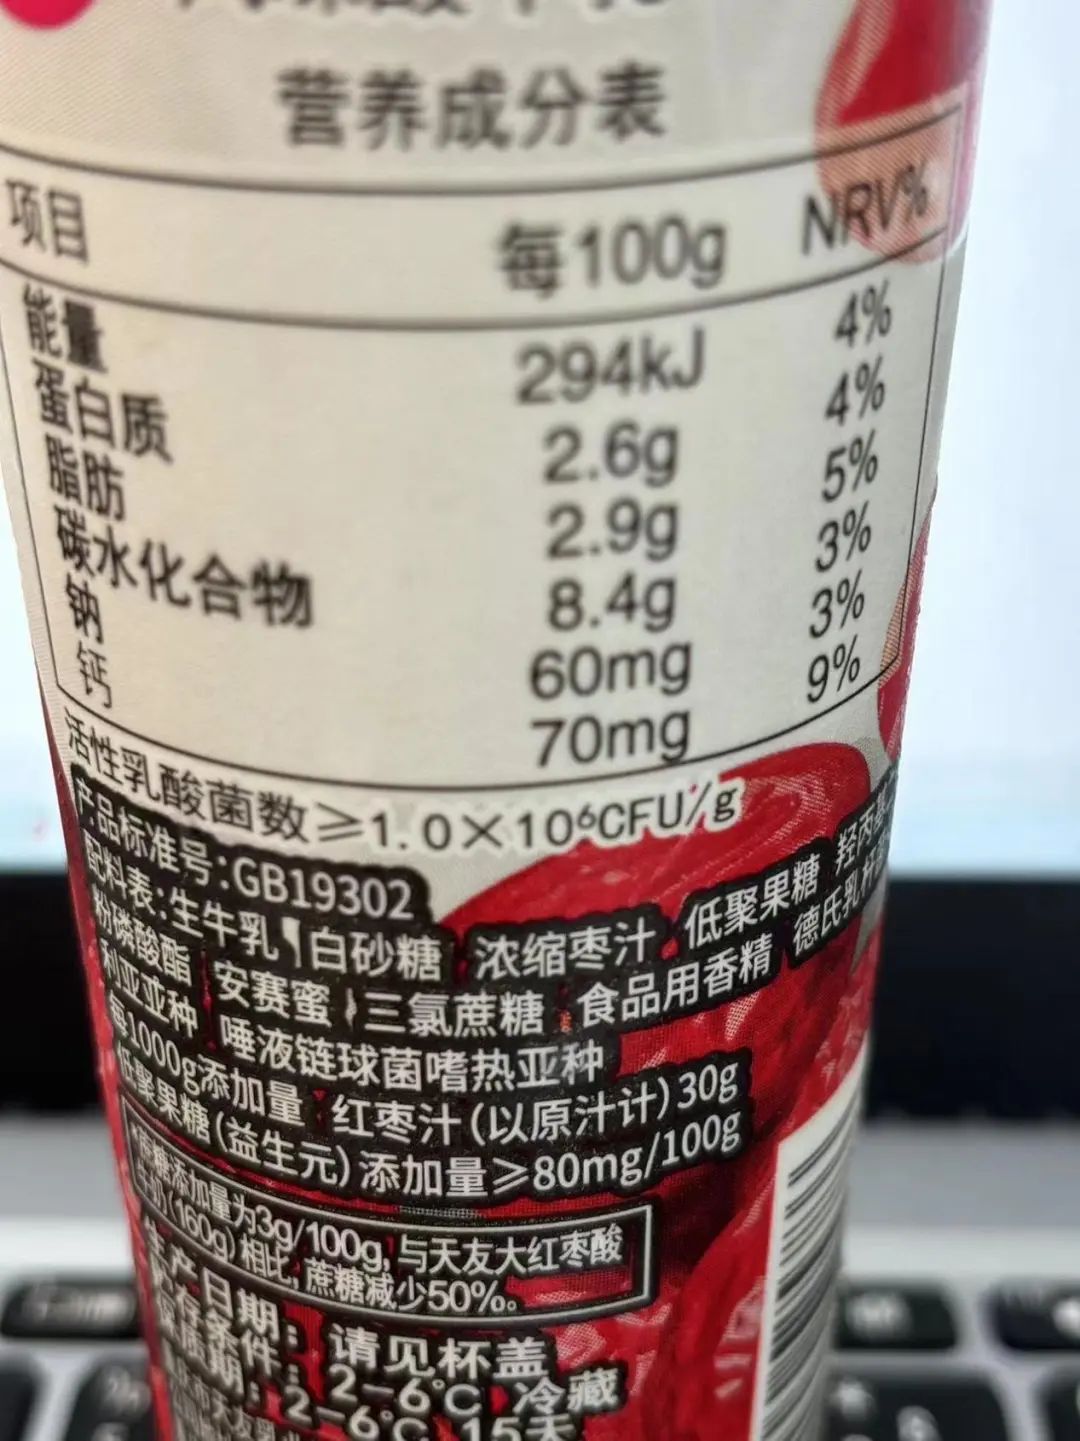 营养成分表
项目 每100g NRV%
能量 294kJ 4%
蛋白质 2.6g 4%
脂肪 2.9g 5%
碳水化合物 8.4g 3%
钠 60mg 3%
钙 70mg 9%
活性乳酸菌数≥1.0×10⁶CFU/g
产品标准号:GB19302
配料表:生牛乳 白砂糖 浓缩枣汁 低聚果糖 羟丙基
粉磷酸酯 安赛蜜 三氯蔗糖 食品用香精 德氏乳杆菌
利亚亚种 唾液链球菌嗜热亚种
每1000g添加量 红枣汁(以原汁计)30g
低聚果糖(益生元)添加量≥80mg/100g
*蔗糖添加量为3g/100g,与天友大红枣酸
牛奶(160g)相比,蔗糖减少50%。
生产日期:请见杯盖
贮存条件:2-6℃ 冷藏
保质期:2-6℃ 15天